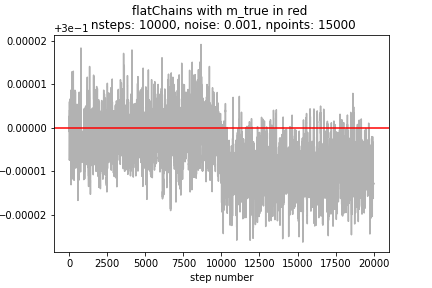 flatChains with m_true in red
+3e−1
nsteps: 10000, noise: 0.001, npoints: 15000
0.00002
0.00001
0.00000
−0.00001
−0.00002
0 2500 5000 7500 10000 12500 15000 17500 20000
step number